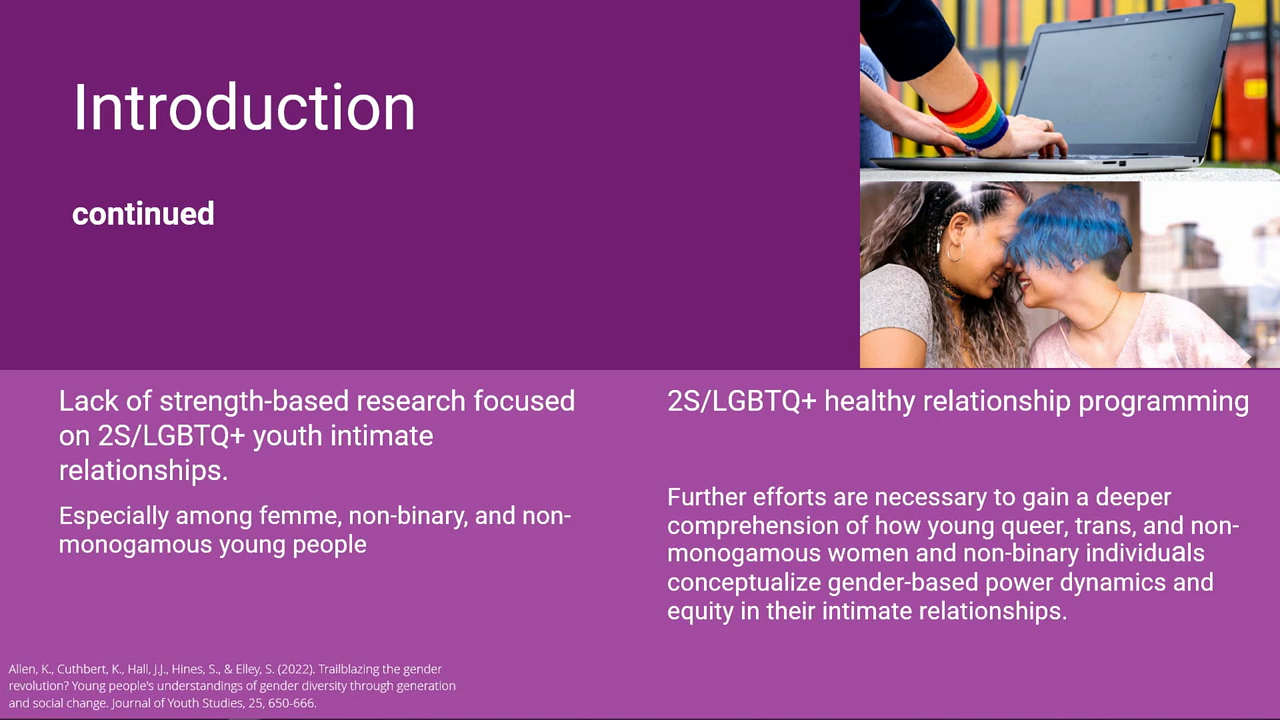 Introduction
continued
Lack of strength-based research focused
on 2S/LGBTQ+ youth intimate
relationships.
Especially among femme, non-binary, and non-
monogamous young people
2S/LGBTQ+ healthy relationship programming
Further efforts are necessary to gain a deeper
comprehension of how young queer, trans, and non-
monogamous women and non-binary individuals
conceptualize gender-based power dynamics and
equity in their intimate relationships.
Allen, K., Cuthbert, K., Hall, J.J., Hines, S., & Elley, S. (2022). Trailblazing the gender
revolution? Young people's understandings of gender diversity through generation
and social change. Journal of Youth Studies, 25, 650-666.